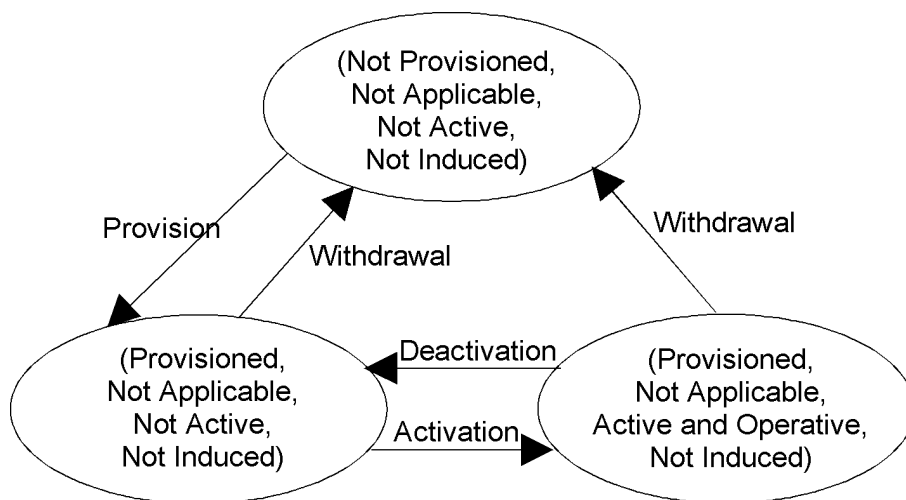 (Not Provisioned,
Not Applicable,
Not Active,
Not Induced)
Provision
Withdrawal
Withdrawal
(Provisioned,
Not Applicable,
Not Active,
Not Induced)
Deactivation
Activation
(Provisioned,
Not Applicable,
Active and Operative,
Not Induced)